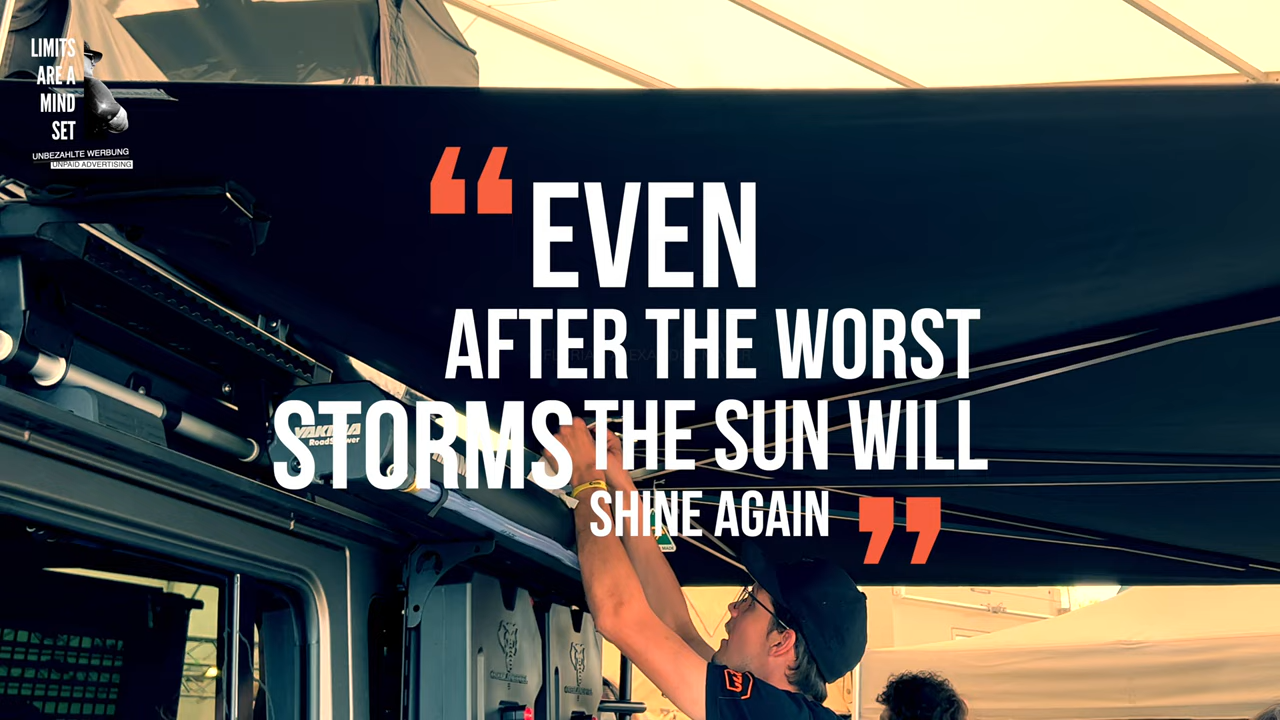 LIMITS
ARE A
MIND
SET
UNBEZAHLTE WERBUNG
UNPAID ADVERTISING
“EVEN
AFTER THE WORST
STORMS THE SUN WILL
SHINE AGAIN”
YAKIMA
MADE